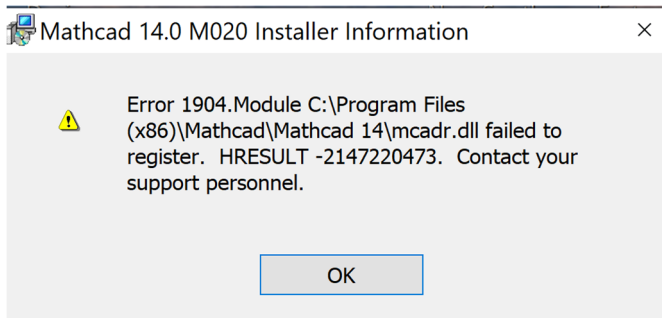 Mathcad 14.0 M020 Installer Information
Error 1904.Module C:\Program Files
(x86)\Mathcad\Mathcad 14\mcadr.dll failed to
register.  HRESULT -2147220473.  Contact your
support personnel.
OK